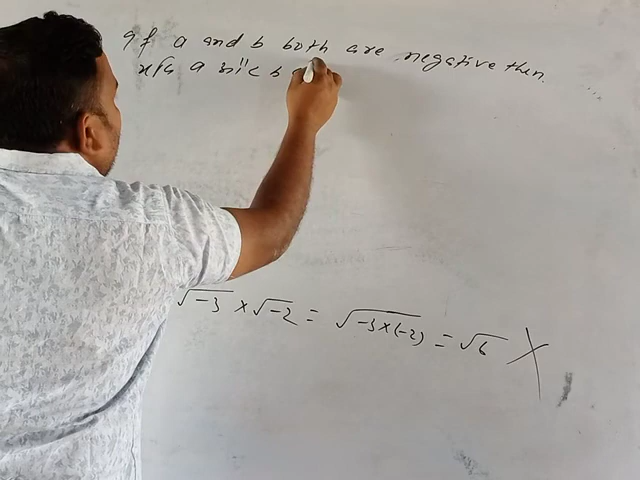 If a and b both are negative then
√-3 × √-2 = √-3×(-2) = √6 ×